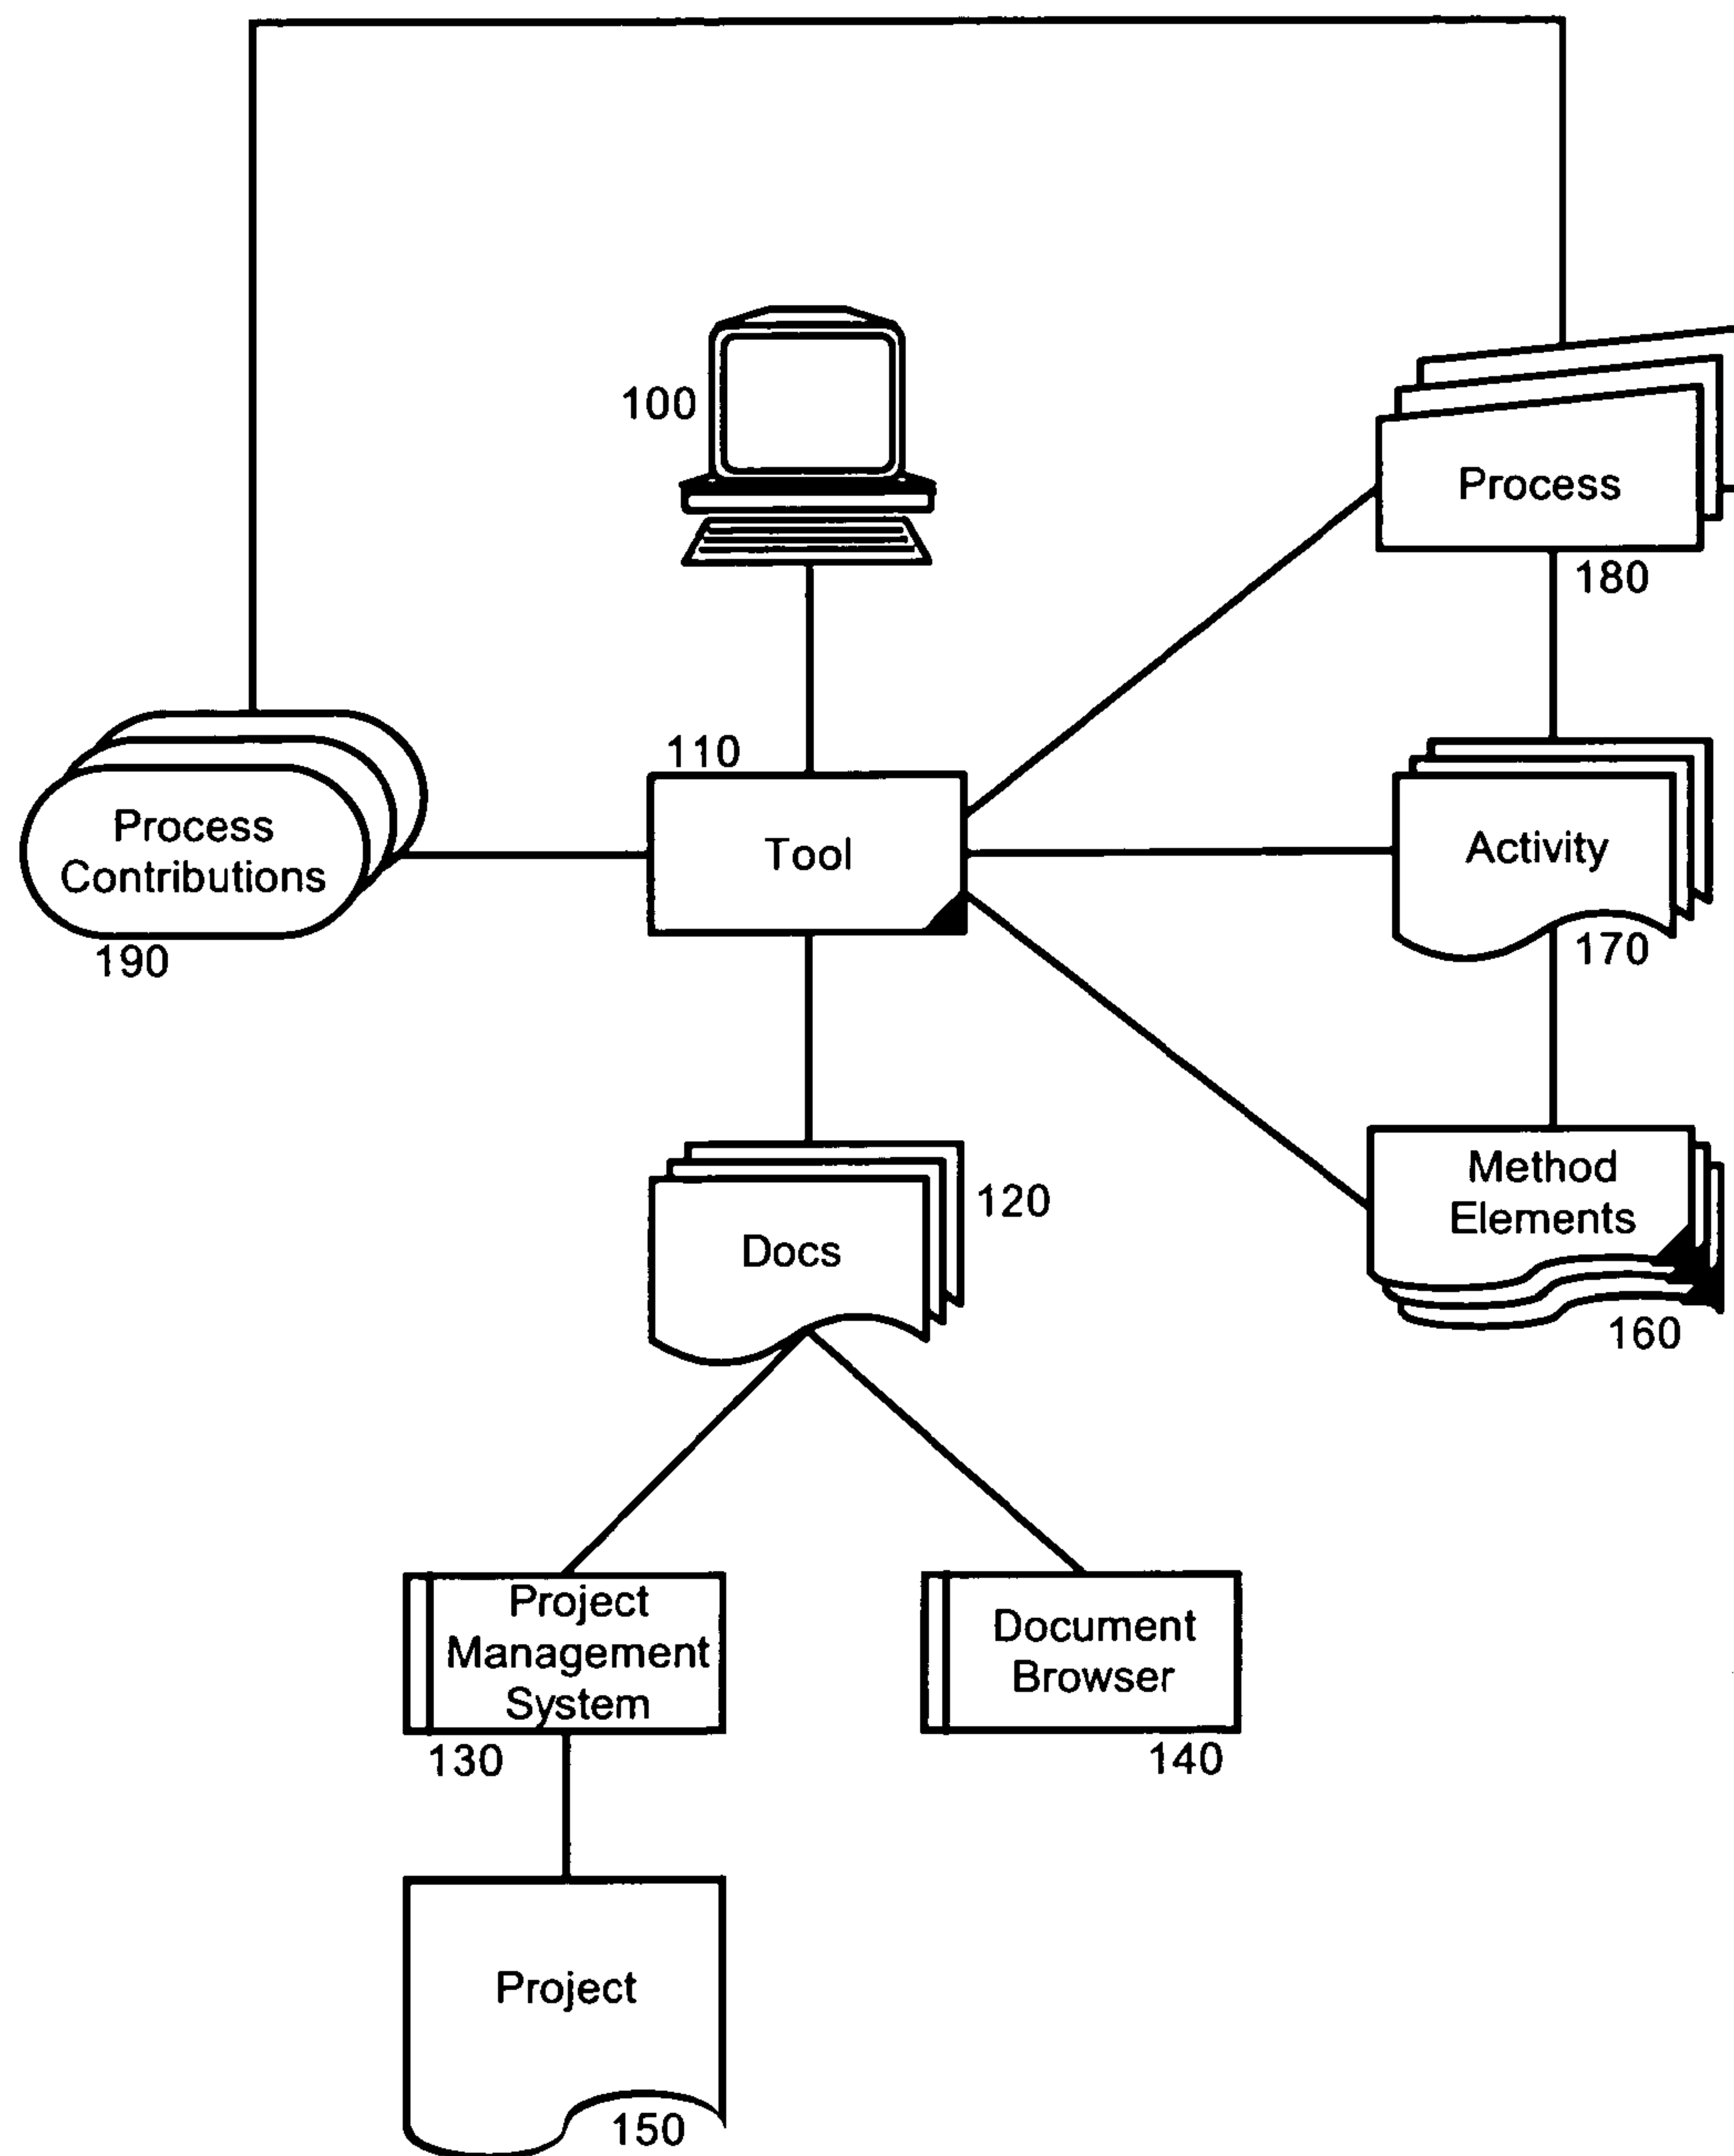 100
Process
180
110
Process
Contributions
190
Tool
Activity
170
120
Docs
Method
Elements
160
Project
Management
System
130
Document
Browser
140
Project
150